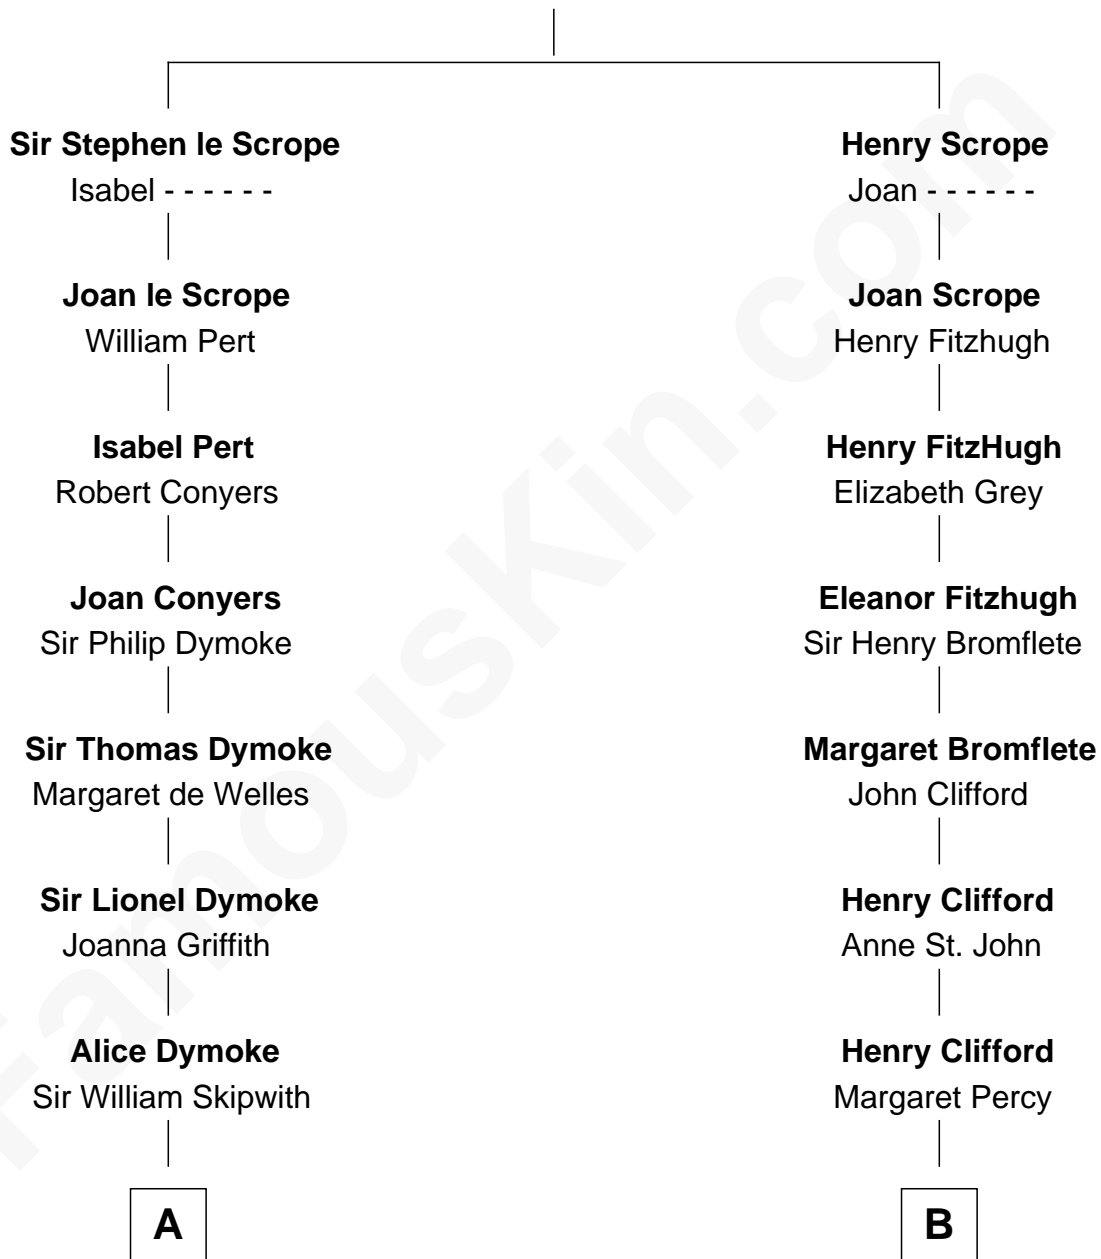 Sir Stephen le Scrope
Isabel - - - - - -
Joan le Scrope
William Pert
Isabel Pert
Robert Conyers
Joan Conyers
Sir Philip Dymoke
Sir Thomas Dymoke
Margaret de Welles
Sir Lionel Dymoke
Joanna Griffith
Alice Dymoke
Sir William Skipwith
A
Henry Scrope
Joan - - - - - -
Joan Scrope
Henry Fitzhugh
Henry FitzHugh
Elizabeth Grey
Eleanor Fitzhugh
Sir Henry Bromflete
Margaret Bromflete
John Clifford
Henry Clifford
Anne St. John
Henry Clifford
Margaret Percy
B
FamousKin.com